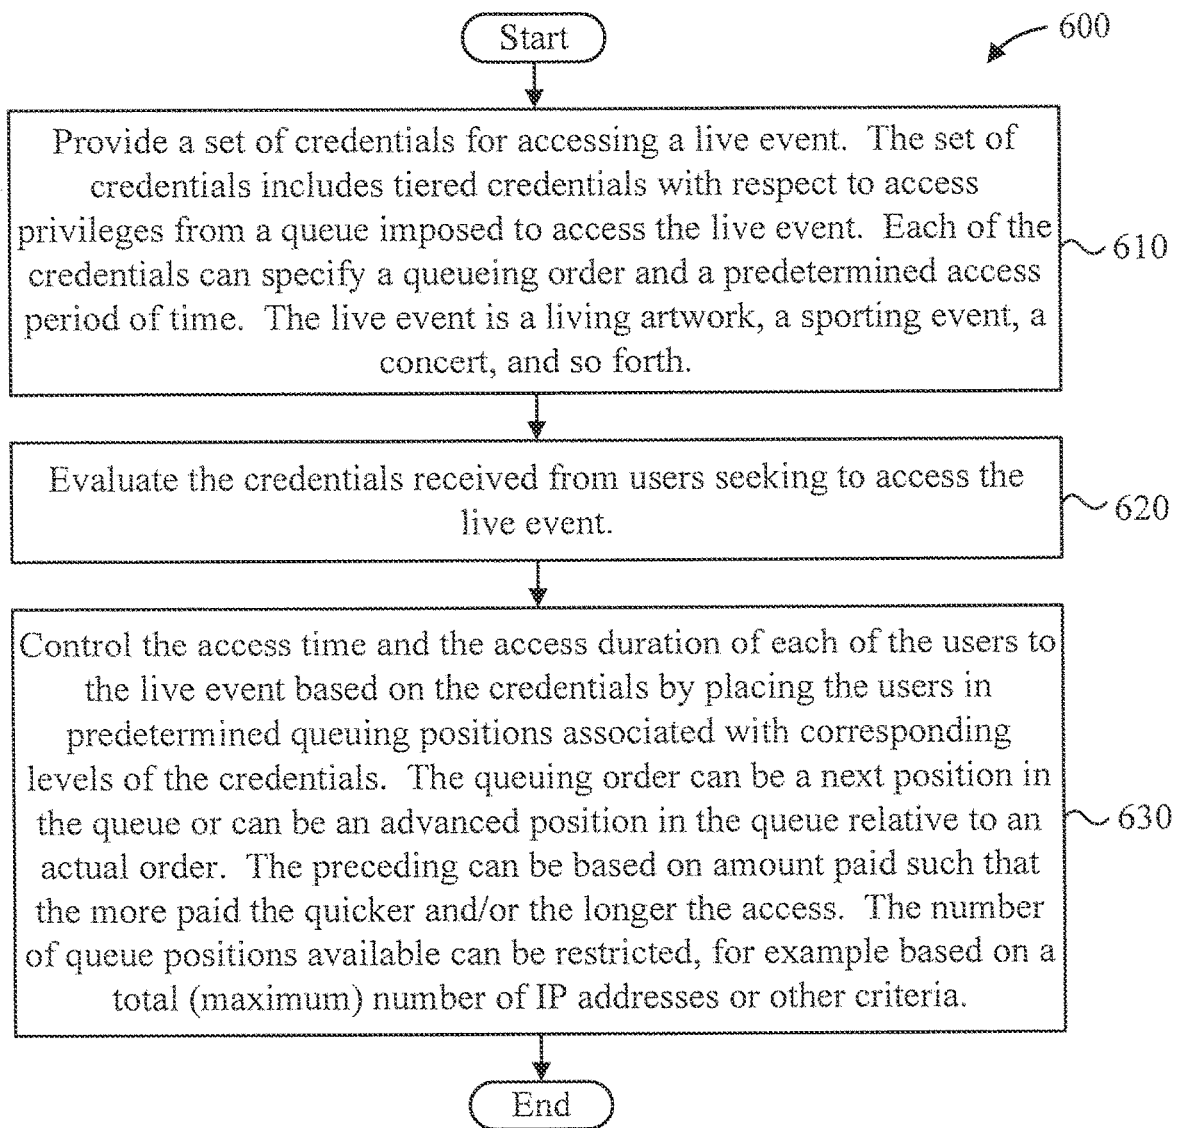 Start
600
Provide a set of credentials for accessing a live event.  The set of
credentials includes tiered credentials with respect to access
privileges from a queue imposed to access the live event.  Each of the
credentials can specify a queueing order and a predetermined access
period of time.  The live event is a living artwork, a sporting event, a
concert, and so forth.
610
Evaluate the credentials received from users seeking to access the
live event.
620
Control the access time and the access duration of each of the users to
the live event based on the credentials by placing the users in
predetermined queuing positions associated with corresponding
levels of the credentials.  The queuing order can be a next position in
the queue or can be an advanced position in the queue relative to an
actual order.  The preceding can be based on amount paid such that
the more paid the quicker and/or the longer the access.  The number
of queue positions available can be restricted, for example based on a
total (maximum) number of IP addresses or other criteria.
630
End